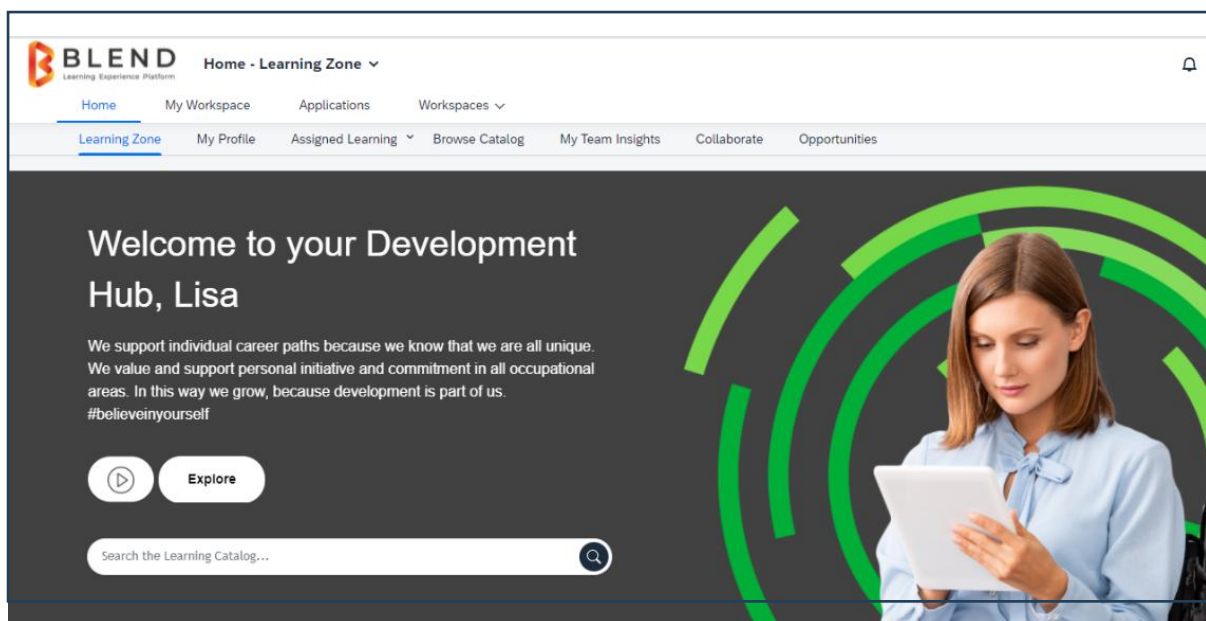 BLEND
Learning Experience Platform
Home - Learning Zone
Home My Workspace Applications Workspaces
Learning Zone My Profile Assigned Learning Browse Catalog My Team Insights Collaborate Opportunities
Welcome to your Development
Hub, Lisa
We support individual career paths because we know that we are all unique.
We value and support personal initiative and commitment in all occupational
areas. In this way we grow, because development is part of us.
#believeinyourself
Explore
Search the Learning Catalog...